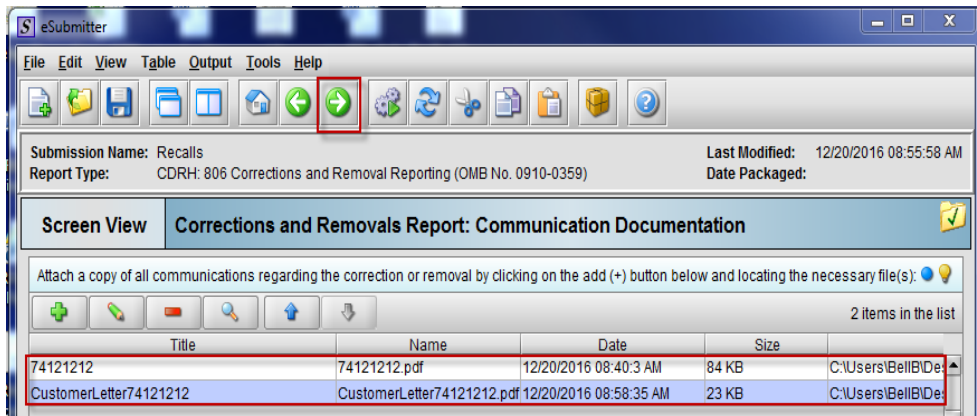 S eSubmitter
File Edit View Table Output Tools Help
Submission Name: Recalls Last Modified: 12/20/2016 08:55:58 AM
Report Type: CDRH: 806 Corrections and Removal Reporting (OMB No. 0910-0359) Date Packaged:
Screen View Corrections and Removals Report: Communication Documentation
Attach a copy of all communications regarding the correction or removal by clicking on the add (+) button below and locating the necessary file(s):
2 items in the list
Title Name Date Size
74121212 74121212.pdf 12/20/2016 08:40:3 AM 84 KB C:\Users\BellB\Des
CustomerLetter74121212 CustomerLetter74121212.pdf 12/20/2016 08:58:35 AM 23 KB C:\Users\BellB\Des